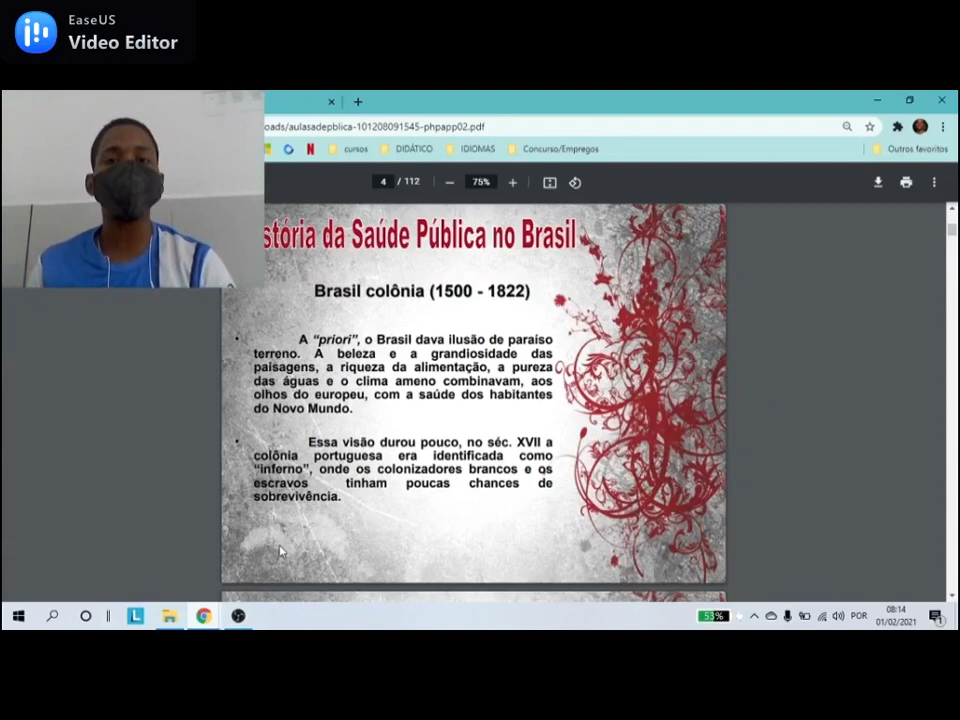 EaseUS
Video Editor
oads/aulasadepblica-101208091545-phpapp02.pdf
cursos DIDÁTICO IDIOMAS Concurso/Empregos Outros favoritos
4 / 112 75%
stória da Saúde Pública no Brasil
Brasil colônia (1500 - 1822)
• A “priori”, o Brasil dava ilusão de paraíso
terreno. A beleza e a grandiosidade das
paisagens, a riqueza da alimentação, a pureza
das águas e o clima ameno combinavam, aos
olhos do europeu, com a saúde dos habitantes
do Novo Mundo.
• Essa visão durou pouco, no séc. XVII a
colônia portuguesa era identificada como
“inferno”, onde os colonizadores brancos e os
escravos tinham poucas chances de
sobrevivência.
53% POR 08:14
01/02/2021